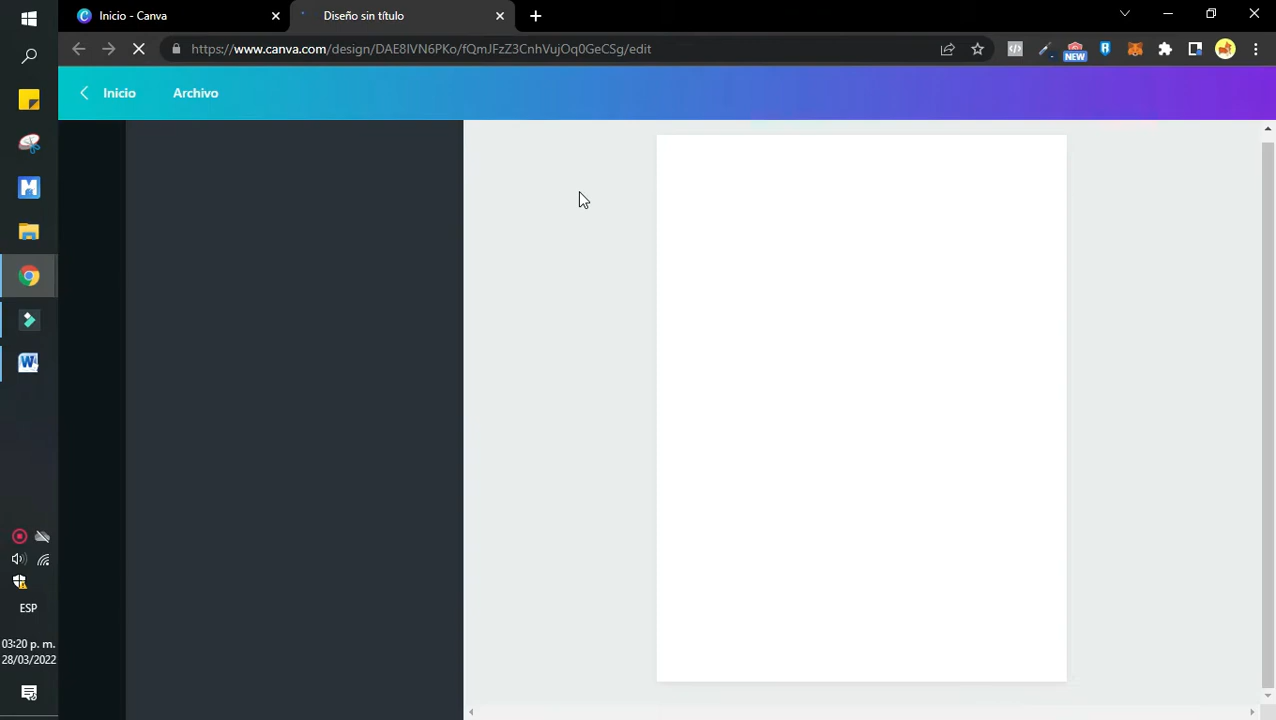 Inicio - Canva
Diseño sin título
https://www.canva.com/design/DAE8IVN6PKo/fQmJFzZ3CnhVujOq0GeCSg/edit
NEW
Inicio
Archivo
ESP
03:20 p. m.
28/03/2022